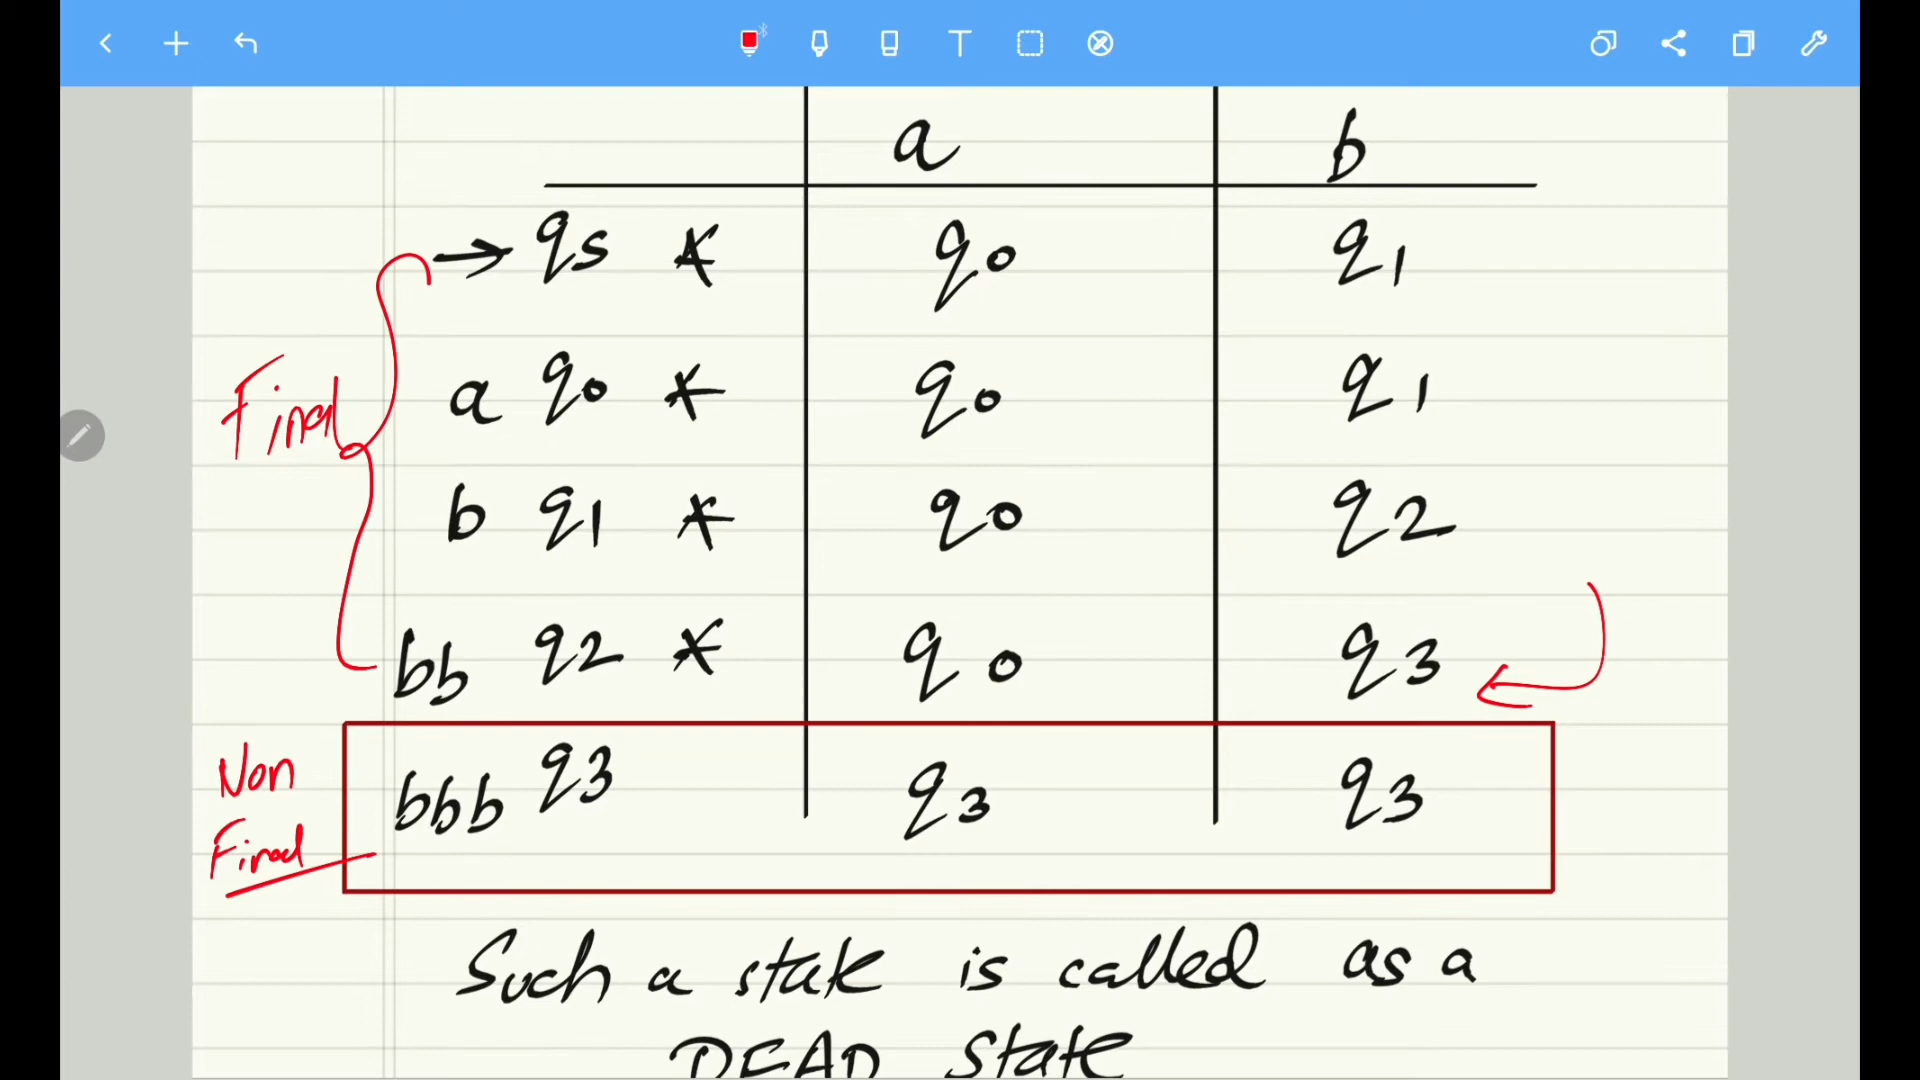 a b
→ qs * q0 q1
Final
a q0 * q0 q1
b q1 * q0 q2
bb q2 * q0 q3
Non
Final
bbb q3 q3 q3
Such a state is called as a
DEAD state